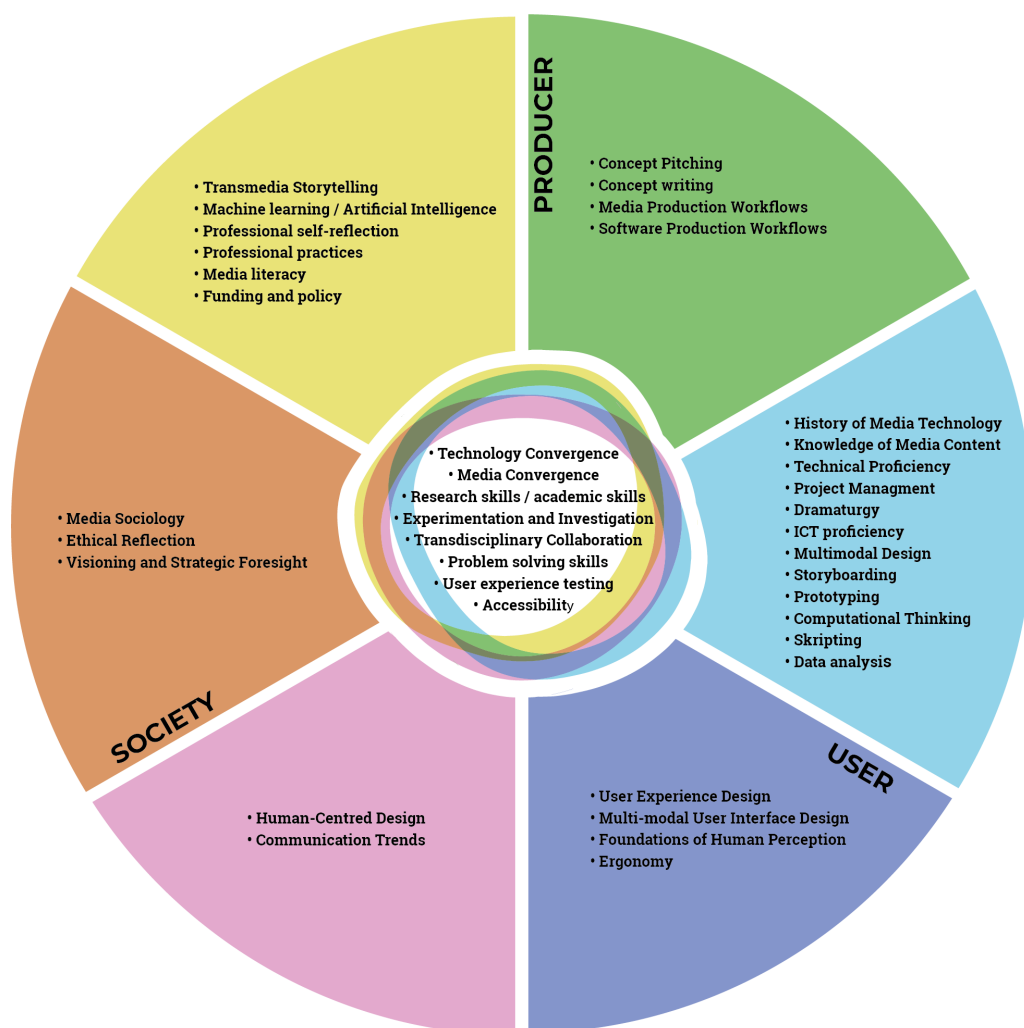 PRODUCER
• Concept Pitching
• Concept writing
• Media Production Workflows
• Software Production Workflows
• Transmedia Storytelling
• Machine learning / Artificial Intelligence
• Professional self-reflection
• Professional practices
• Media literacy
• Funding and policy
• History of Media Technology
• Knowledge of Media Content
• Technical Proficiency
• Project Managment
• Dramaturgy
• ICT proficiency
• Multimodal Design
• Storyboarding
• Prototyping
• Computational Thinking
• Skripting
• Data analysis
• Technology Convergence
• Media Convergence
• Research skills / academic skills
• Experimentation and Investigation
• Transdisciplinary Collaboration
• Problem solving skills
• User experience testing
• Accessibility
• Media Sociology
• Ethical Reflection
• Visioning and Strategic Foresight
SOCIETY
USER
• User Experience Design
• Multi-modal User Interface Design
• Foundations of Human Perception
• Ergonomy
• Human-Centred Design
• Communication Trends